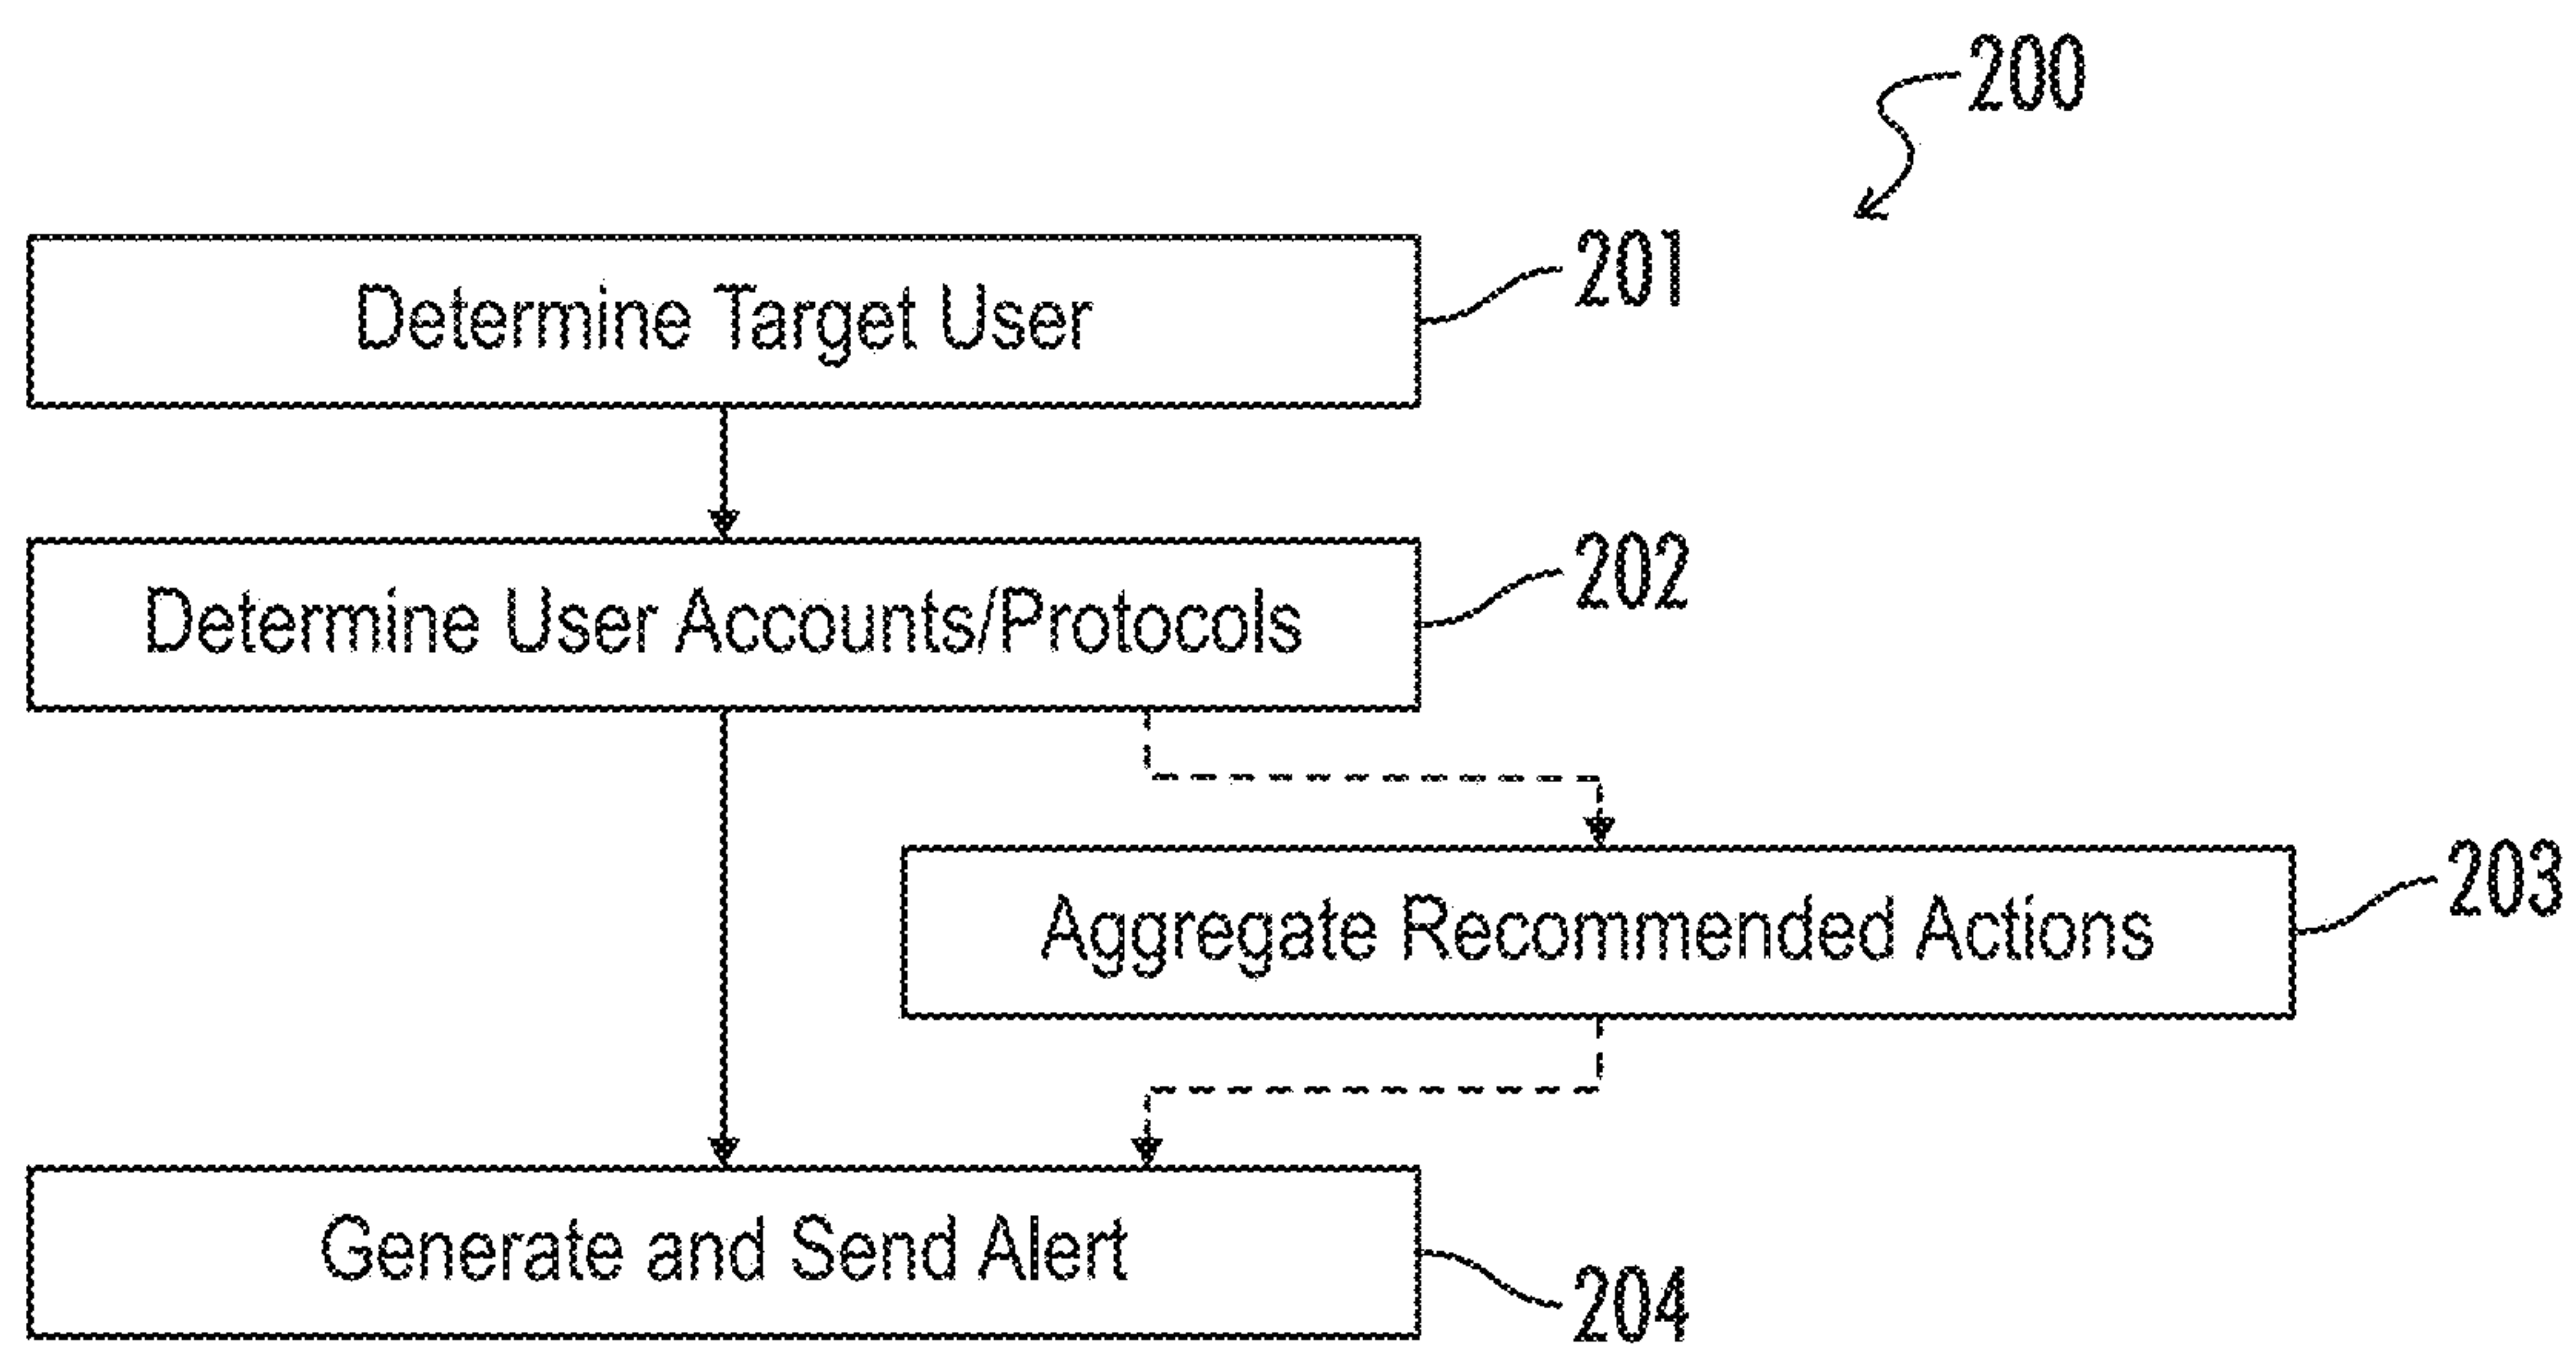 200
Determine Target User
201
Determine User Accounts/Protocols
202
Aggregate Recommended Actions
203
Generate and Send Alert
204